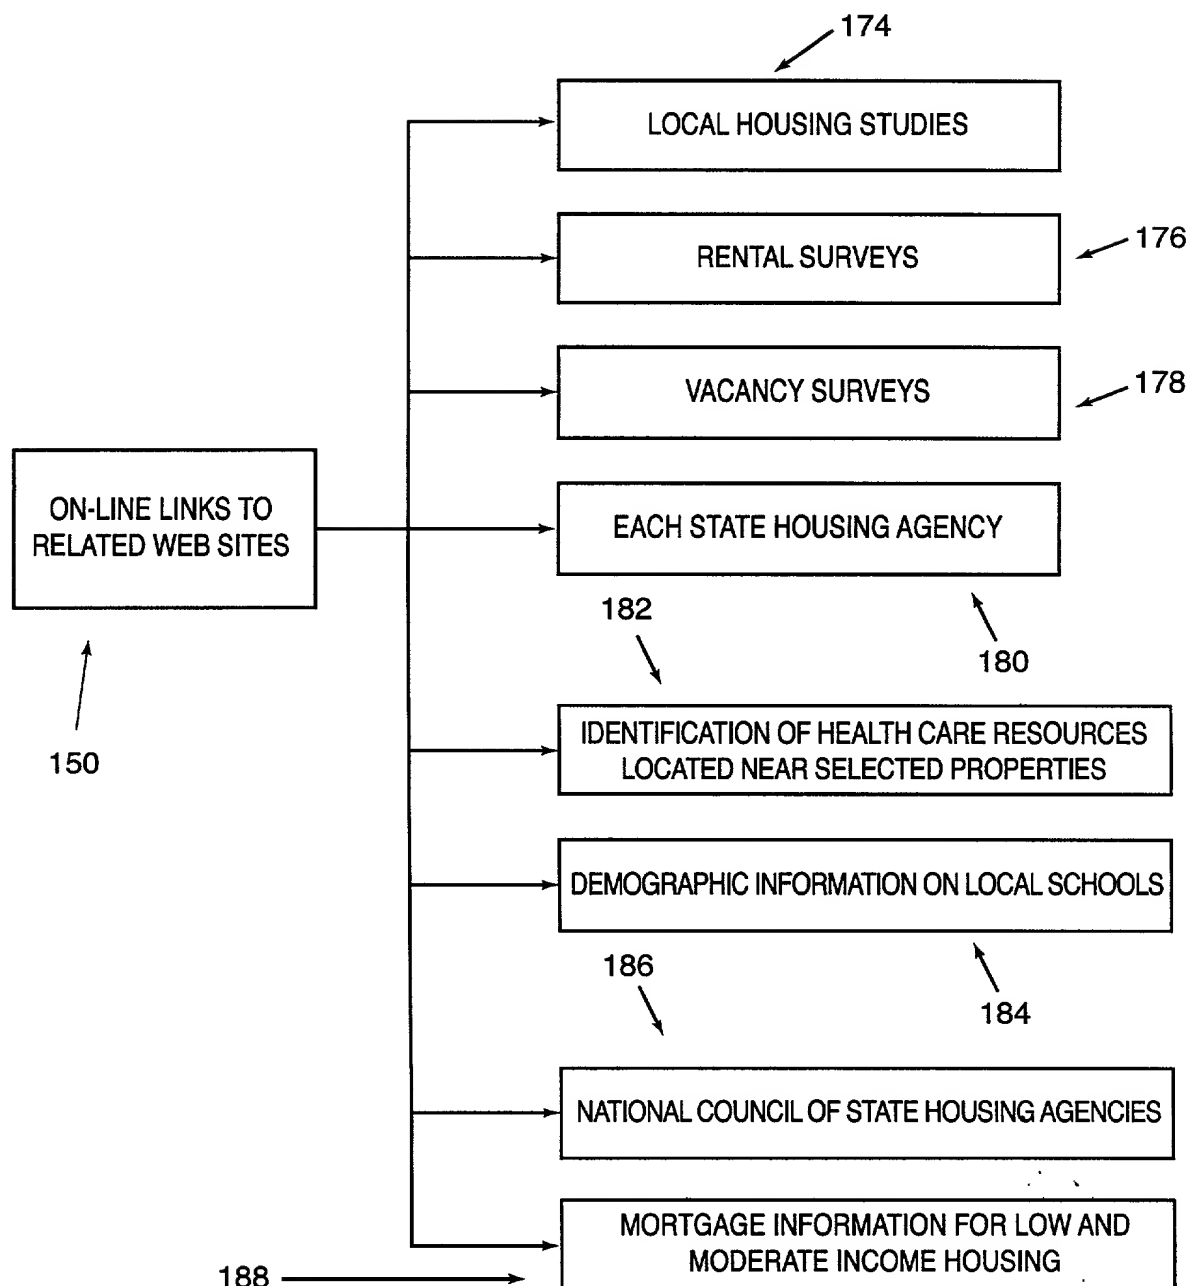 174
LOCAL HOUSING STUDIES
RENTAL SURVEYS
176
VACANCY SURVEYS
178
ON-LINE LINKS TO
RELATED WEB SITES
150
EACH STATE HOUSING AGENCY
180
182
IDENTIFICATION OF HEALTH CARE RESOURCES
LOCATED NEAR SELECTED PROPERTIES
DEMOGRAPHIC INFORMATION ON LOCAL SCHOOLS
184
186
NATIONAL COUNCIL OF STATE HOUSING AGENCIES
MORTGAGE INFORMATION FOR LOW AND
MODERATE INCOME HOUSING
188